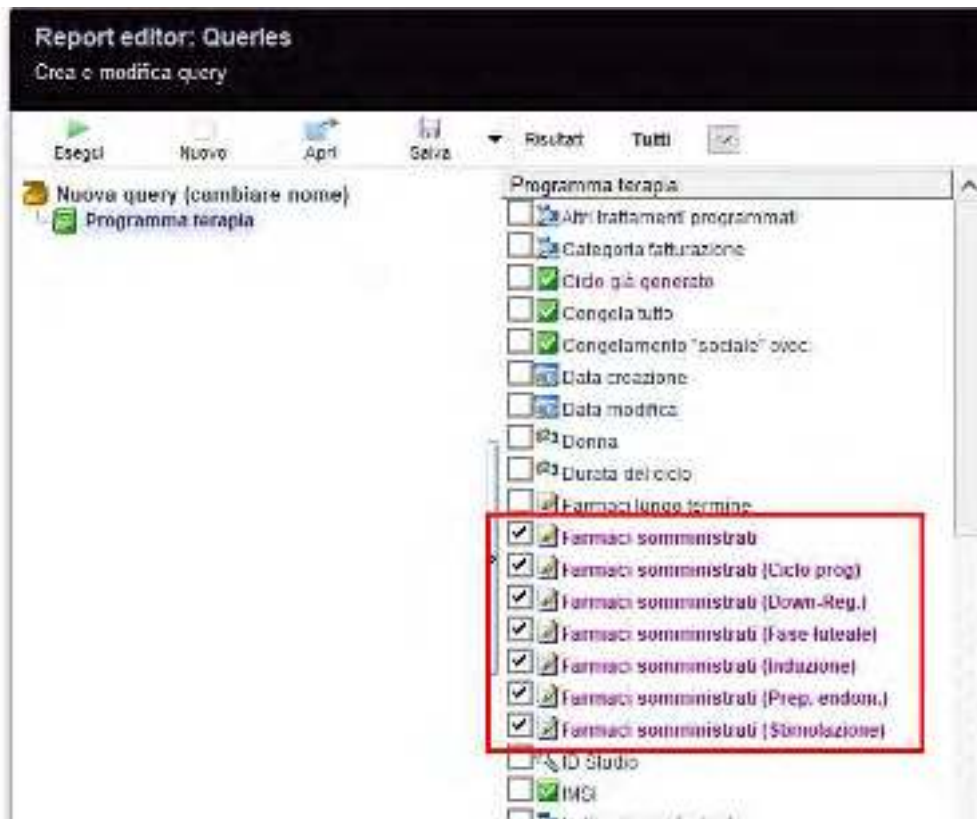 Report editor: Queries
Crea e modifica query
Esegui Nuovo Apri Salva Risultati Tutti
Nuova query (cambiare nome)
Programma terapia
Programma terapia
Altri trattamenti programmati
Categoria fatturazione
Ciclo già generato
Congela tutto
Congelamento "sociale" ovoc.
Data creazione
Data modifica
Donna
Durata del ciclo
Farmaci lungo termine
Farmaci somministrati
Farmaci somministrati (Ciclo prog)
Farmaci somministrati (Down-Reg.)
Farmaci somministrati (Fase luteale)
Farmaci somministrati (Induzione)
Farmaci somministrati (Prep. endom.)
Farmaci somministrati (Stimolazione)
ID Studio
IMSI